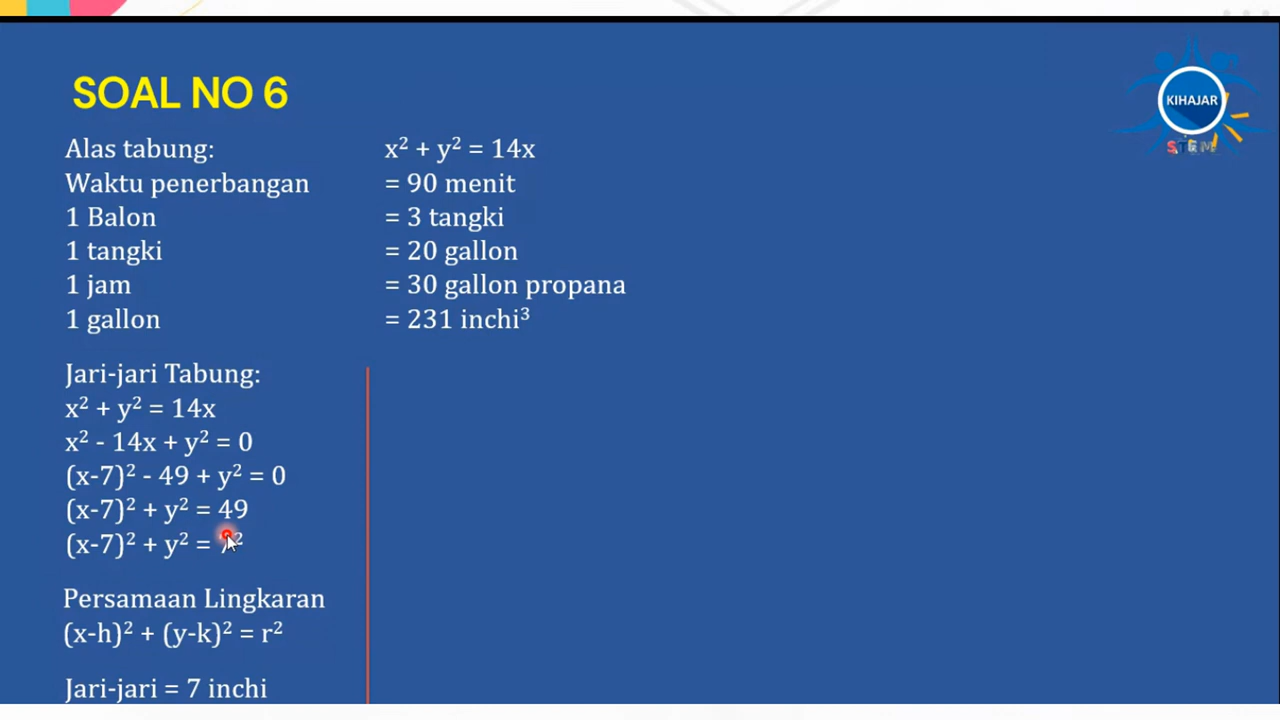 SOAL NO 6
KIHAJAR
STEM
Alas tabung: x² + y² = 14x
Waktu penerbangan = 90 menit
1 Balon = 3 tangki
1 tangki = 20 gallon
1 jam = 30 gallon propana
1 gallon = 231 inchi³
Jari-jari Tabung:
x² + y² = 14x
x² - 14x + y² = 0
(x-7)² - 49 + y² = 0
(x-7)² + y² = 49
(x-7)² + y² = 7²
Persamaan Lingkaran
(x-h)² + (y-k)² = r²
Jari-jari = 7 inchi